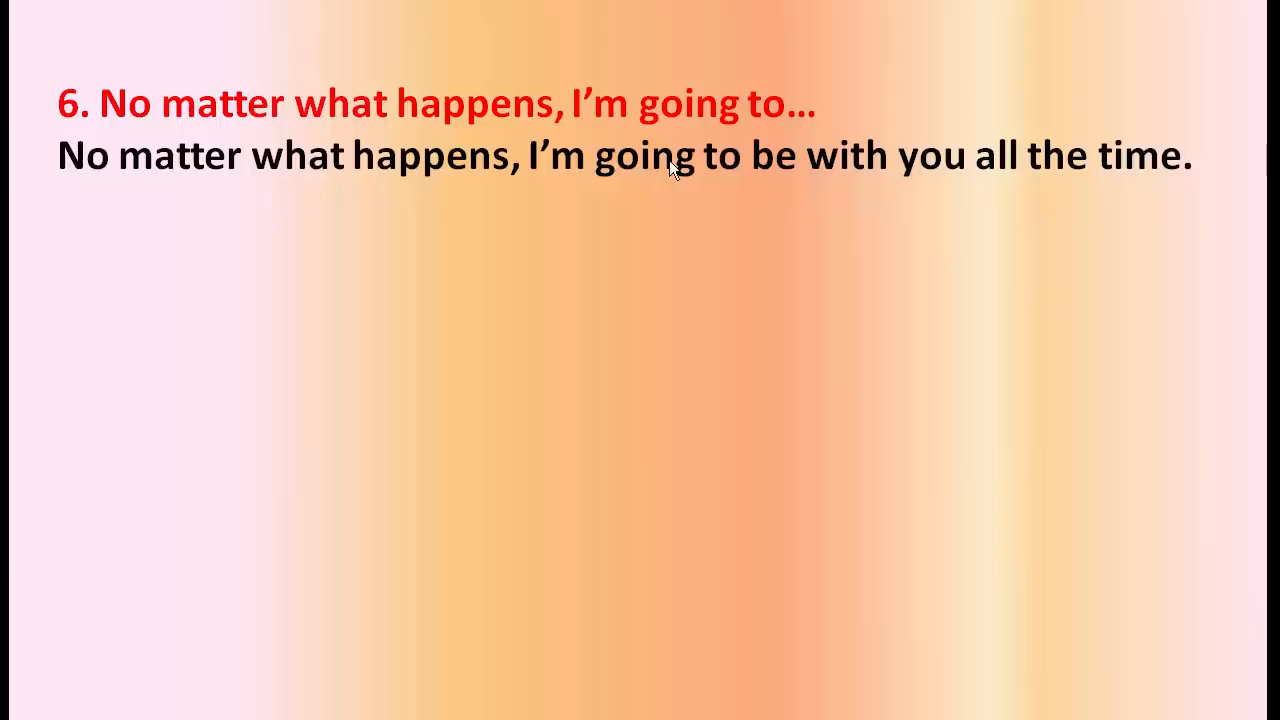 6. No matter what happens, I’m going to…
No matter what happens, I’m going to be with you all the time.